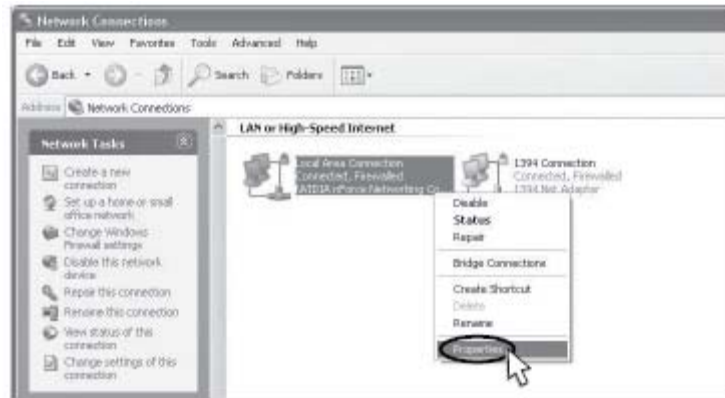 Network Connections
File Edit View Favorites Tools Advanced Help
Back Search Folders
Address Network Connections
Network Tasks
Create a new
connection
Set up a home or small
office network
Change Windows
Firewall settings
Disable this network
device
Repair this connection
Rename this connection
View status of this
connection
Change settings of this
connection
LAN or High-Speed Internet
Local Area Connection
Connected, Firewalled
NVIDIA nForce Networking Co...
1394 Connection
Connected, Firewalled
1394 Net Adapter
Disable
Status
Repair
Bridge Connections
Create Shortcut
Delete
Rename
Properties